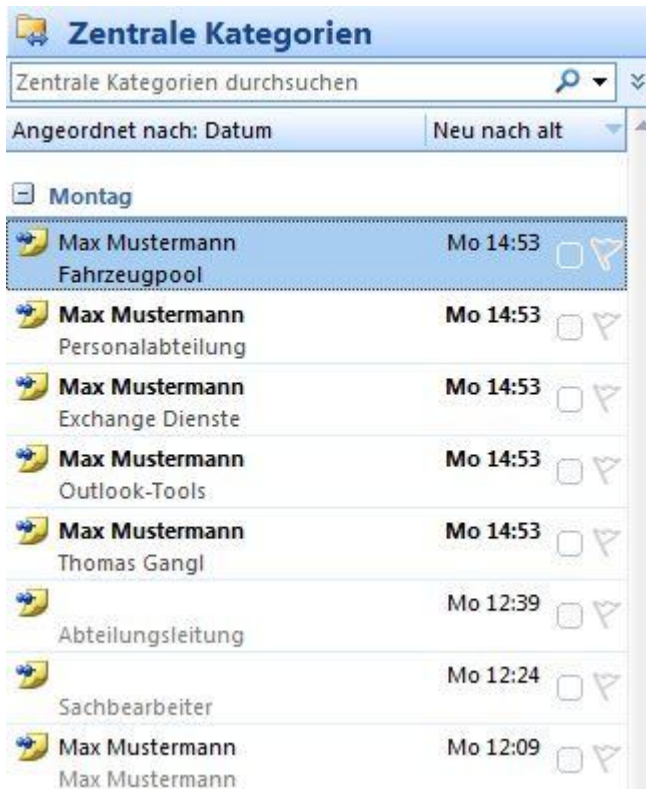 Zentrale Kategorien
Zentrale Kategorien durchsuchen
Angeordnet nach: Datum Neu nach alt
Montag
Max Mustermann Mo 14:53
Fahrzeugpool
Max Mustermann Mo 14:53
Personalabteilung
Max Mustermann Mo 14:53
Exchange Dienste
Max Mustermann Mo 14:53
Outlook-Tools
Max Mustermann Mo 14:53
Thomas Gangl
Mo 12:39
Abteilungsleitung
Mo 12:24
Sachbearbeiter
Max Mustermann Mo 12:09
Max Mustermann